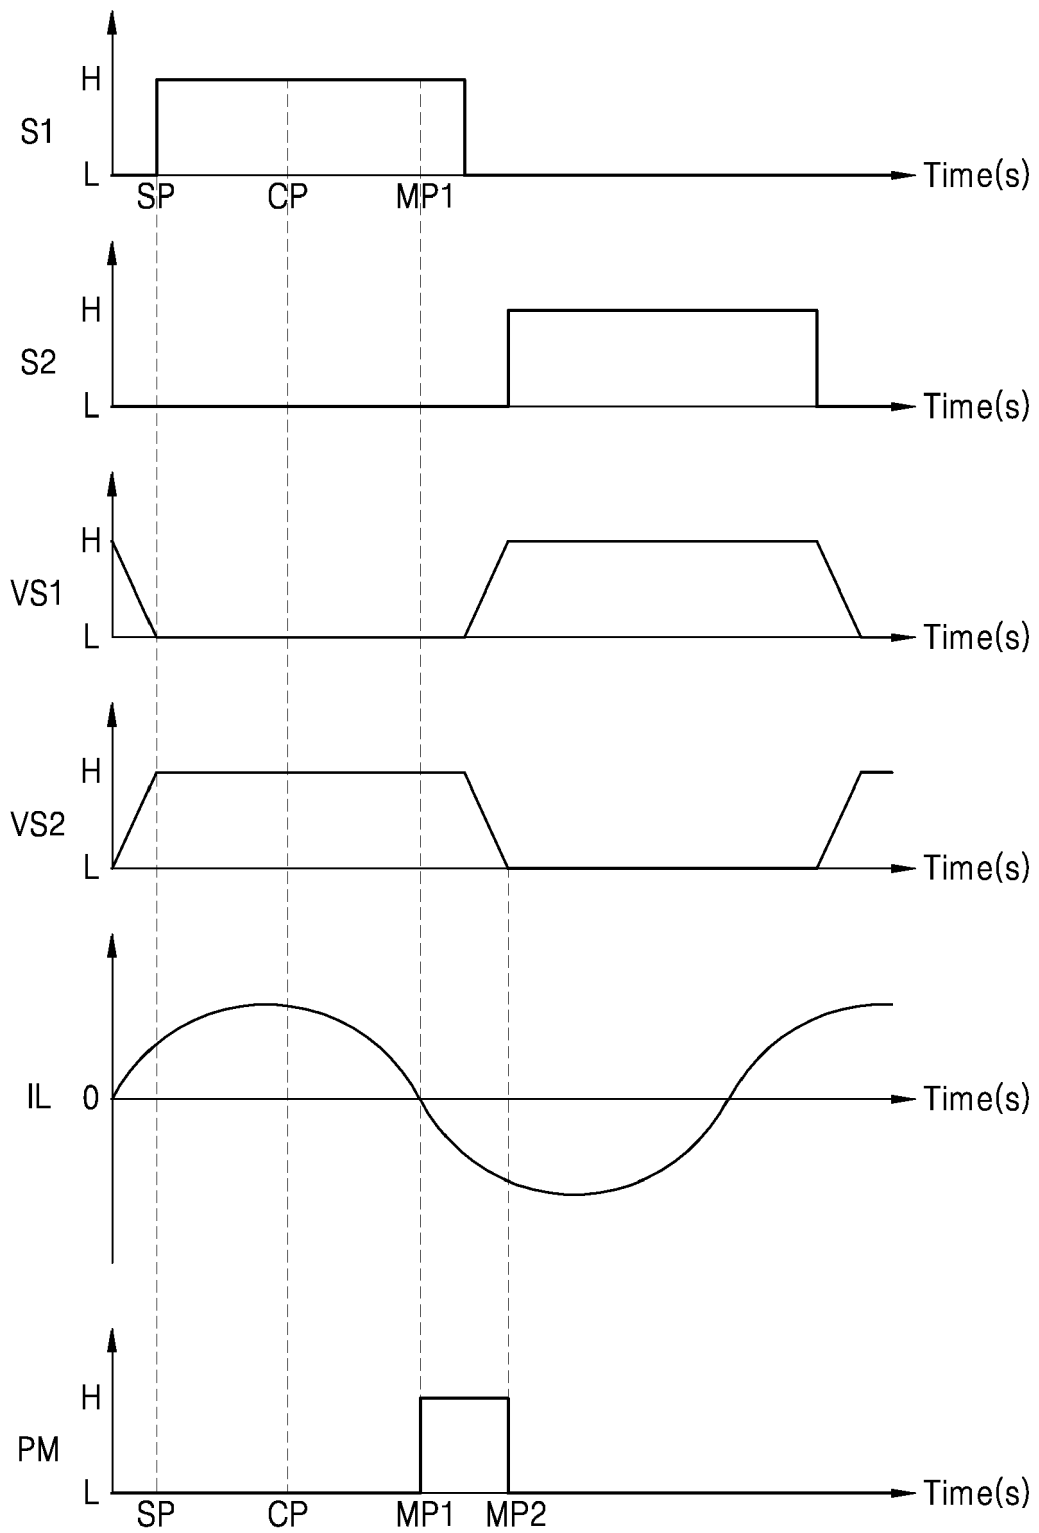 H
S1
L
Time(s)
SP CP MP1
H
S2
L
Time(s)
H
VS1
L
Time(s)
H
VS2
L
Time(s)
IL
0
Time(s)
H
PM
L
Time(s)
SP CP MP1 MP2